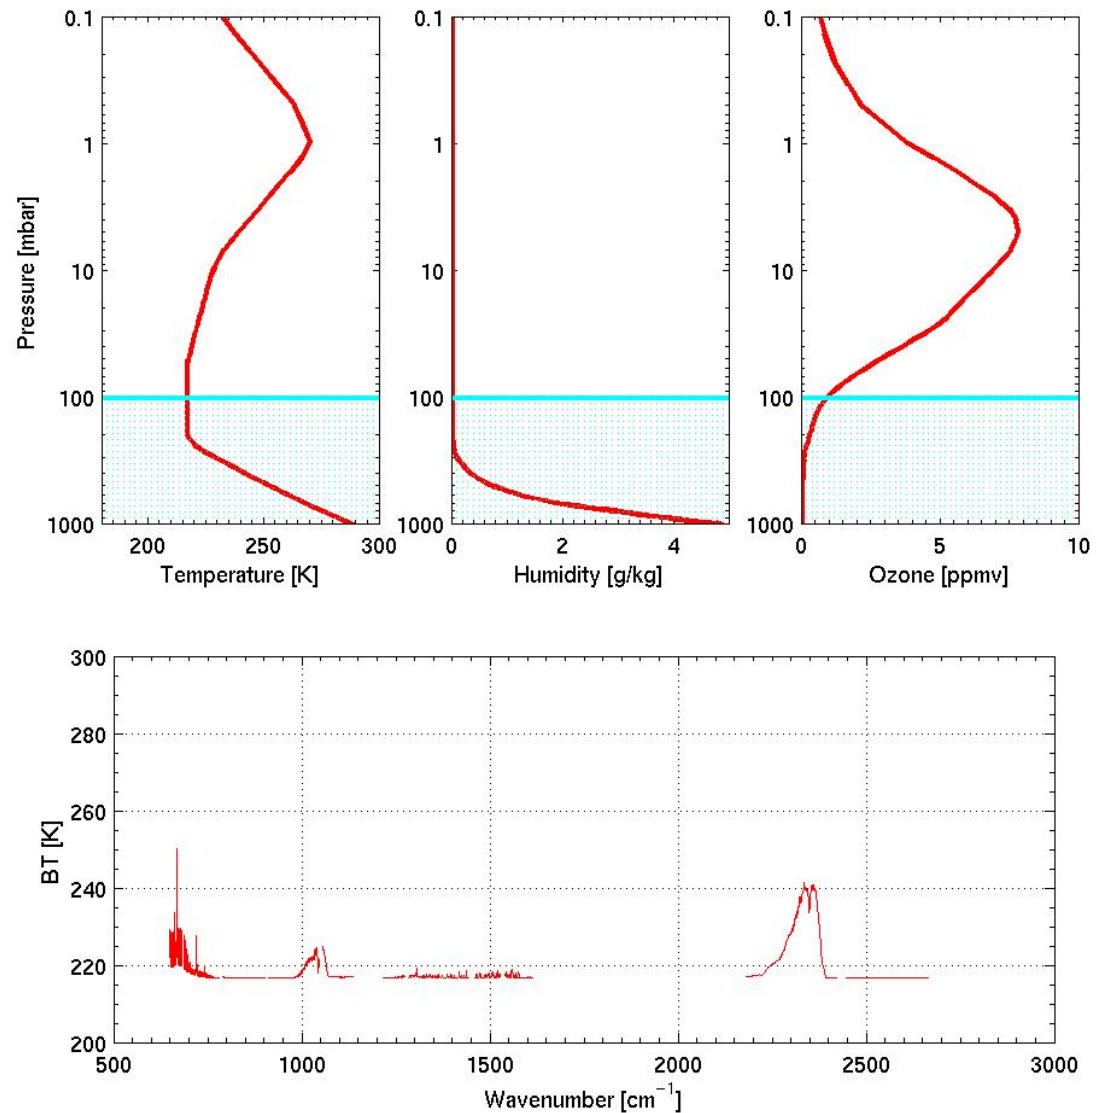 0.1
1
10
100
1000
Pressure [mbar]
200 250 300
Temperature [K]
0.1
1
10
100
1000
0 2 4
Humidity [g/kg]
0.1
1
10
100
1000
0 5 10
Ozone [ppmv]
300
280
260
240
220
200
BT [K]
500 1000 1500 2000 2500 3000
Wavenumber [cm⁻¹]